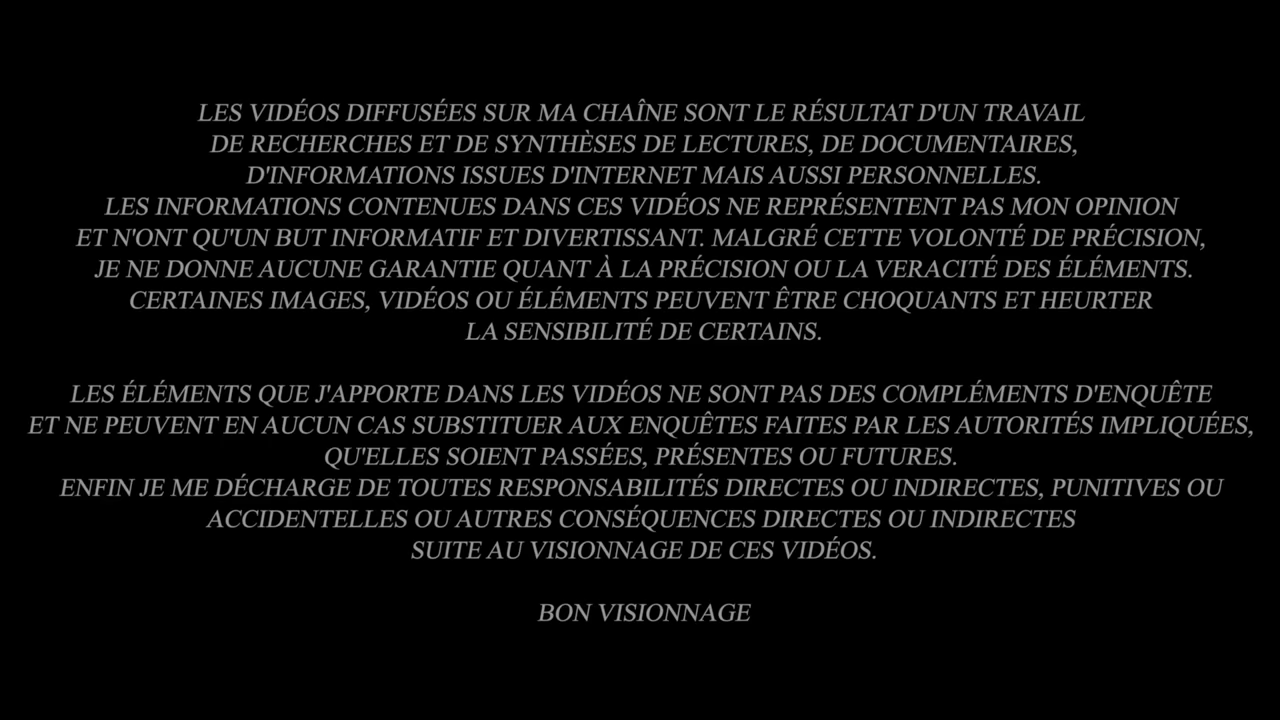 LES VIDÉOS DIFFUSÉES SUR MA CHAÎNE SONT LE RÉSULTAT D'UN TRAVAIL
DE RECHERCHES ET DE SYNTHÈSES DE LECTURES, DE DOCUMENTAIRES,
D'INFORMATIONS ISSUES D'INTERNET MAIS AUSSI PERSONNELLES.
LES INFORMATIONS CONTENUES DANS CES VIDÉOS NE REPRÉSENTENT PAS MON OPINION
ET N'ONT QU'UN BUT INFORMATIF ET DIVERTISSANT. MALGRÉ CETTE VOLONTÉ DE PRÉCISION,
JE NE DONNE AUCUNE GARANTIE QUANT À LA PRÉCISION OU LA VERACITÉ DES ÉLÉMENTS.
CERTAINES IMAGES, VIDÉOS OU ÉLÉMENTS PEUVENT ÊTRE CHOQUANTS ET HEURTER
LA SENSIBILITÉ DE CERTAINS.
LES ÉLÉMENTS QUE J'APPORTE DANS LES VIDÉOS NE SONT PAS DES COMPLÉMENTS D'ENQUÊTE
ET NE PEUVENT EN AUCUN CAS SUBSTITUER AUX ENQUÊTES FAITES PAR LES AUTORITÉS IMPLIQUÉES,
QU'ELLES SOIENT PASSÉES, PRÉSENTES OU FUTURES.
ENFIN JE ME DÉCHARGE DE TOUTES RESPONSABILITÉS DIRECTES OU INDIRECTES, PUNITIVES OU
ACCIDENTELLES OU AUTRES CONSÉQUENCES DIRECTES OU INDIRECTES
SUITE AU VISIONNAGE DE CES VIDÉOS.
BON VISIONNAGE